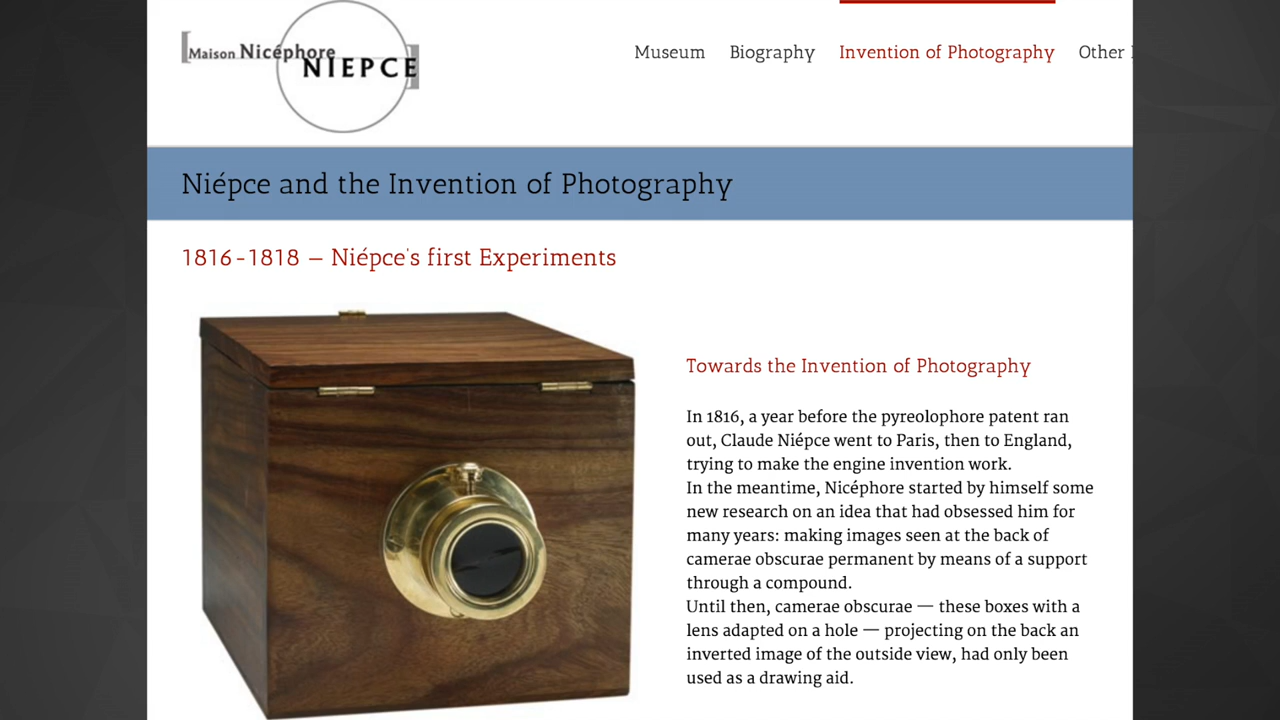 Maison Nicéphore
NIEPCE
Museum Biography Invention of Photography Other
Niépce and the Invention of Photography
1816-1818 – Niépce's first Experiments
Towards the Invention of Photography
In 1816, a year before the pyreolophore patent ran
out, Claude Niépce went to Paris, then to England,
trying to make the engine invention work.
In the meantime, Nicéphore started by himself some
new research on an idea that had obsessed him for
many years: making images seen at the back of
camerae obscurae permanent by means of a support
through a compound.
Until then, camerae obscurae — these boxes with a
lens adapted on a hole — projecting on the back an
inverted image of the outside view, had only been
used as a drawing aid.